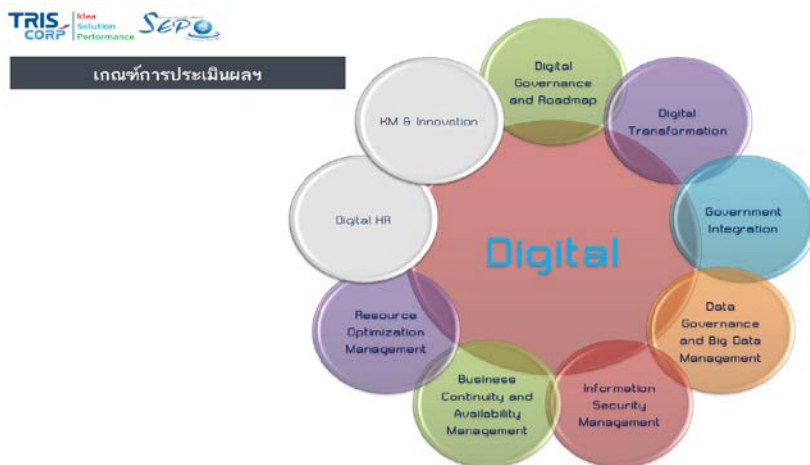 TRIS
CORP
Idea
Solution
Performance
SEPO
เกณฑ์การประเมินผลฯ
Digital
Governance
and Roadmap
Digital
Transformation
Government
Integration
Data
Governance
and Big Data
Management
Information
Security
Management
Business
Continuity and
Availability
Management
Resource
Optimization
Management
Digital HR
KM & Innovation
Digital